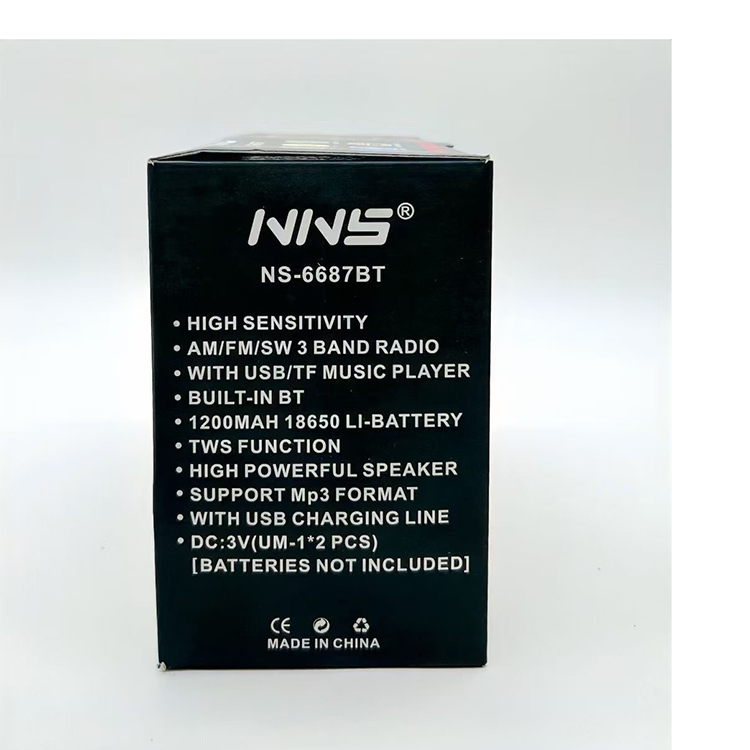 NNS®
NS-6687BT
• HIGH SENSITIVITY
• AM/FM/SW 3 BAND RADIO
• WITH USB/TF MUSIC PLAYER
• BUILT-IN BT
• 1200MAH 18650 LI-BATTERY
• TWS FUNCTION
• HIGH POWERFUL SPEAKER
• SUPPORT Mp3 FORMAT
• WITH USB CHARGING LINE
• DC:3V(UM-1*2 PCS)
[BATTERIES NOT INCLUDED]
CE
MADE IN CHINA